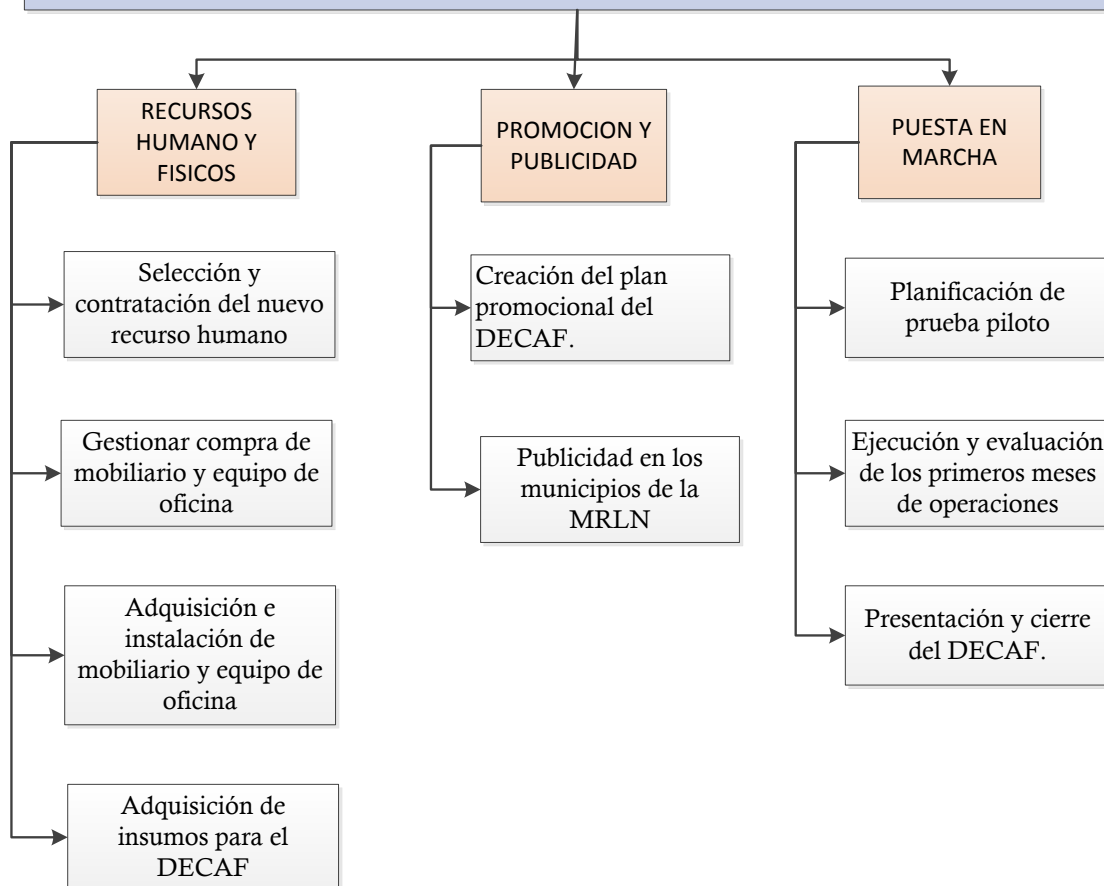 RECURSOS
HUMANO Y
FISICOS
Selección y
contratación del nuevo
recurso humano
Gestionar compra de
mobiliario y equipo de
oficina
Adquisición e
instalación de
mobiliario y equipo de
oficina
Adquisición de
insumos para el
DECAF
PROMOCION Y
PUBLICIDAD
Creación del plan
promocional del
DECAF.
Publicidad en los
municipios de la
MRLN
PUESTA EN
MARCHA
Planificación de
prueba piloto
Ejecución y evaluación
de los primeros meses
de operaciones
Presentación y cierre
del DECAF.